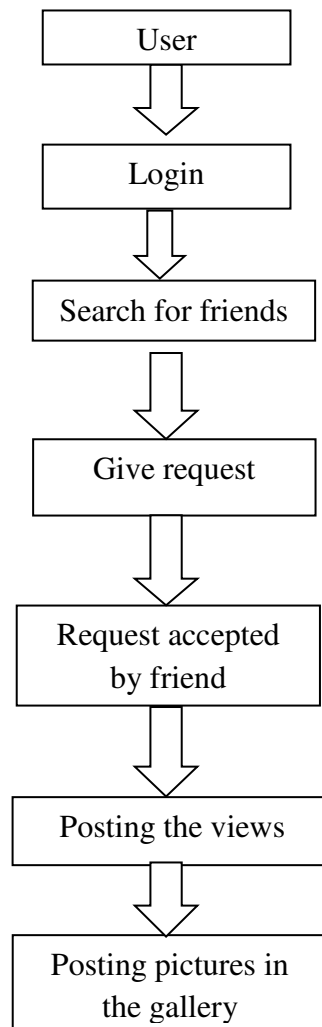 User
Login
Search for friends
Give request
Request accepted
by friend
Posting the views
Posting pictures in
the gallery